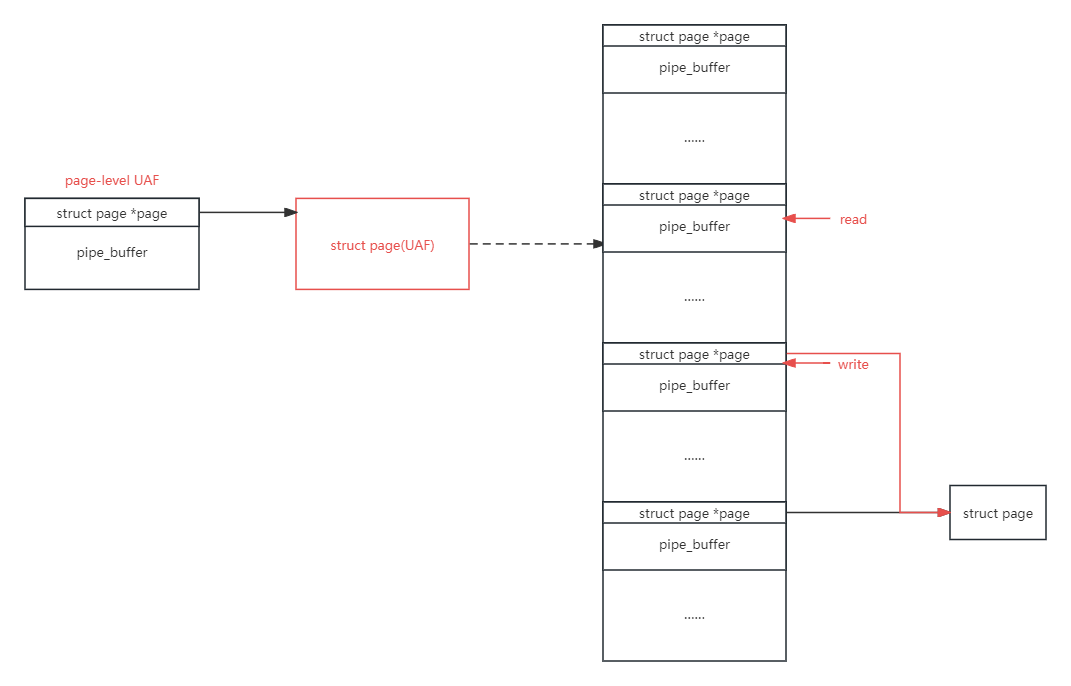 page-level UAF
struct page *page
pipe_buffer
struct page(UAF)
struct page *page
pipe_buffer
......
struct page *page
pipe_buffer
read
......
struct page *page
write
pipe_buffer
......
struct page *page
pipe_buffer
......
struct page